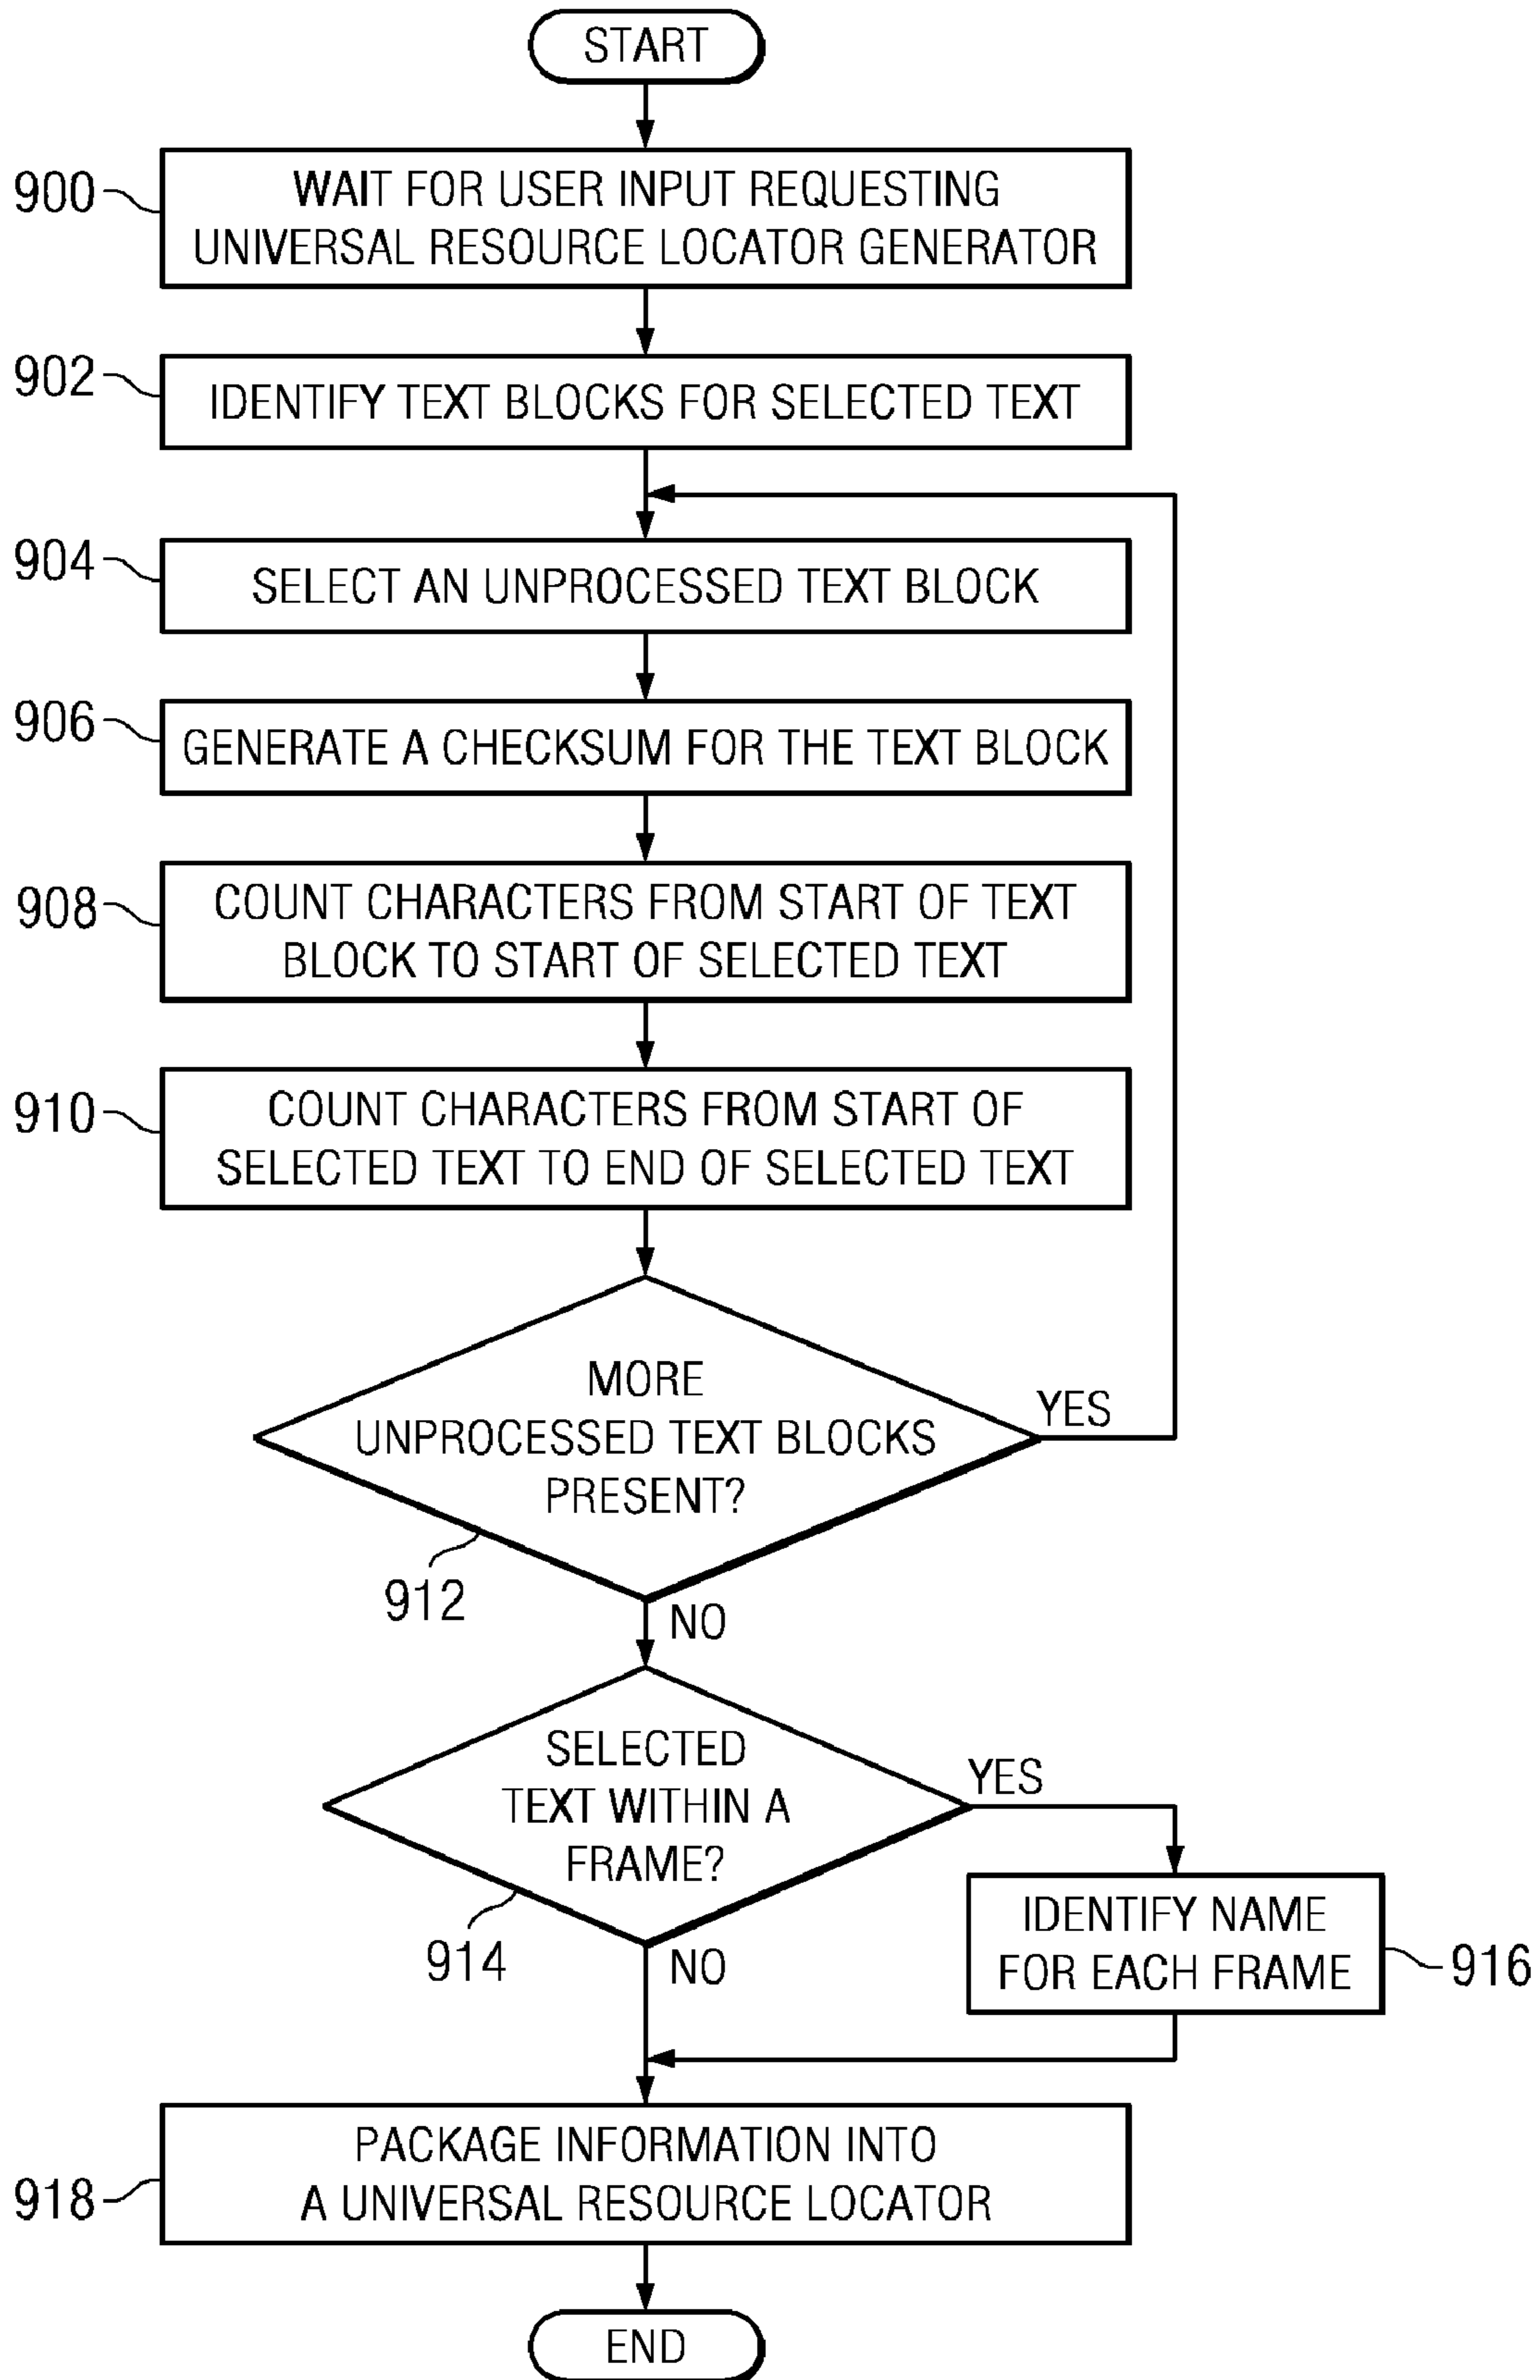 START
900
WAIT FOR USER INPUT REQUESTING
UNIVERSAL RESOURCE LOCATOR GENERATOR
902
IDENTIFY TEXT BLOCKS FOR SELECTED TEXT
904
SELECT AN UNPROCESSED TEXT BLOCK
906
GENERATE A CHECKSUM FOR THE TEXT BLOCK
908
COUNT CHARACTERS FROM START OF TEXT
BLOCK TO START OF SELECTED TEXT
910
COUNT CHARACTERS FROM START OF
SELECTED TEXT TO END OF SELECTED TEXT
MORE
UNPROCESSED TEXT BLOCKS
PRESENT?
YES
912
NO
SELECTED
TEXT WITHIN A
FRAME?
YES
914
NO
IDENTIFY NAME
FOR EACH FRAME
916
918
PACKAGE INFORMATION INTO
A UNIVERSAL RESOURCE LOCATOR
END